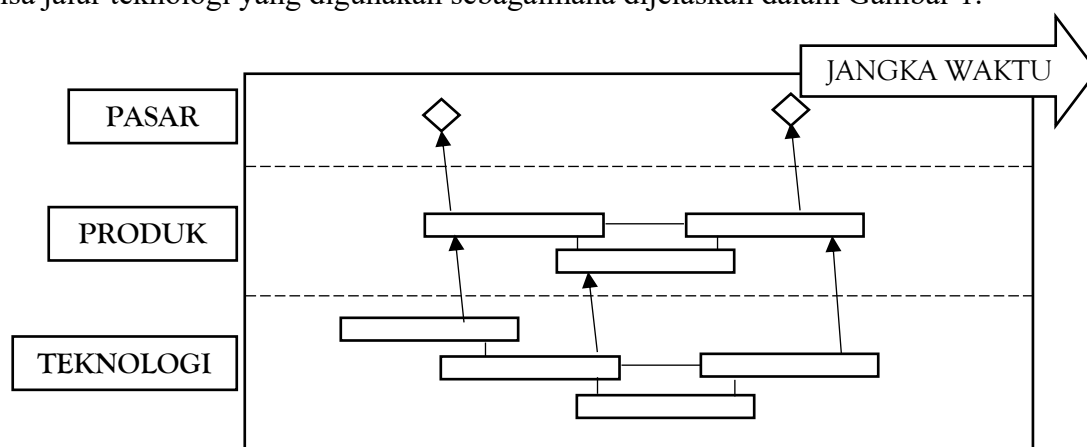 jalur teknologi yang digunakan sebagaimana dijelaskan dalam Gambar 1.
JANGKA WAKTU
PASAR
PRODUK
TEKNOLOGI